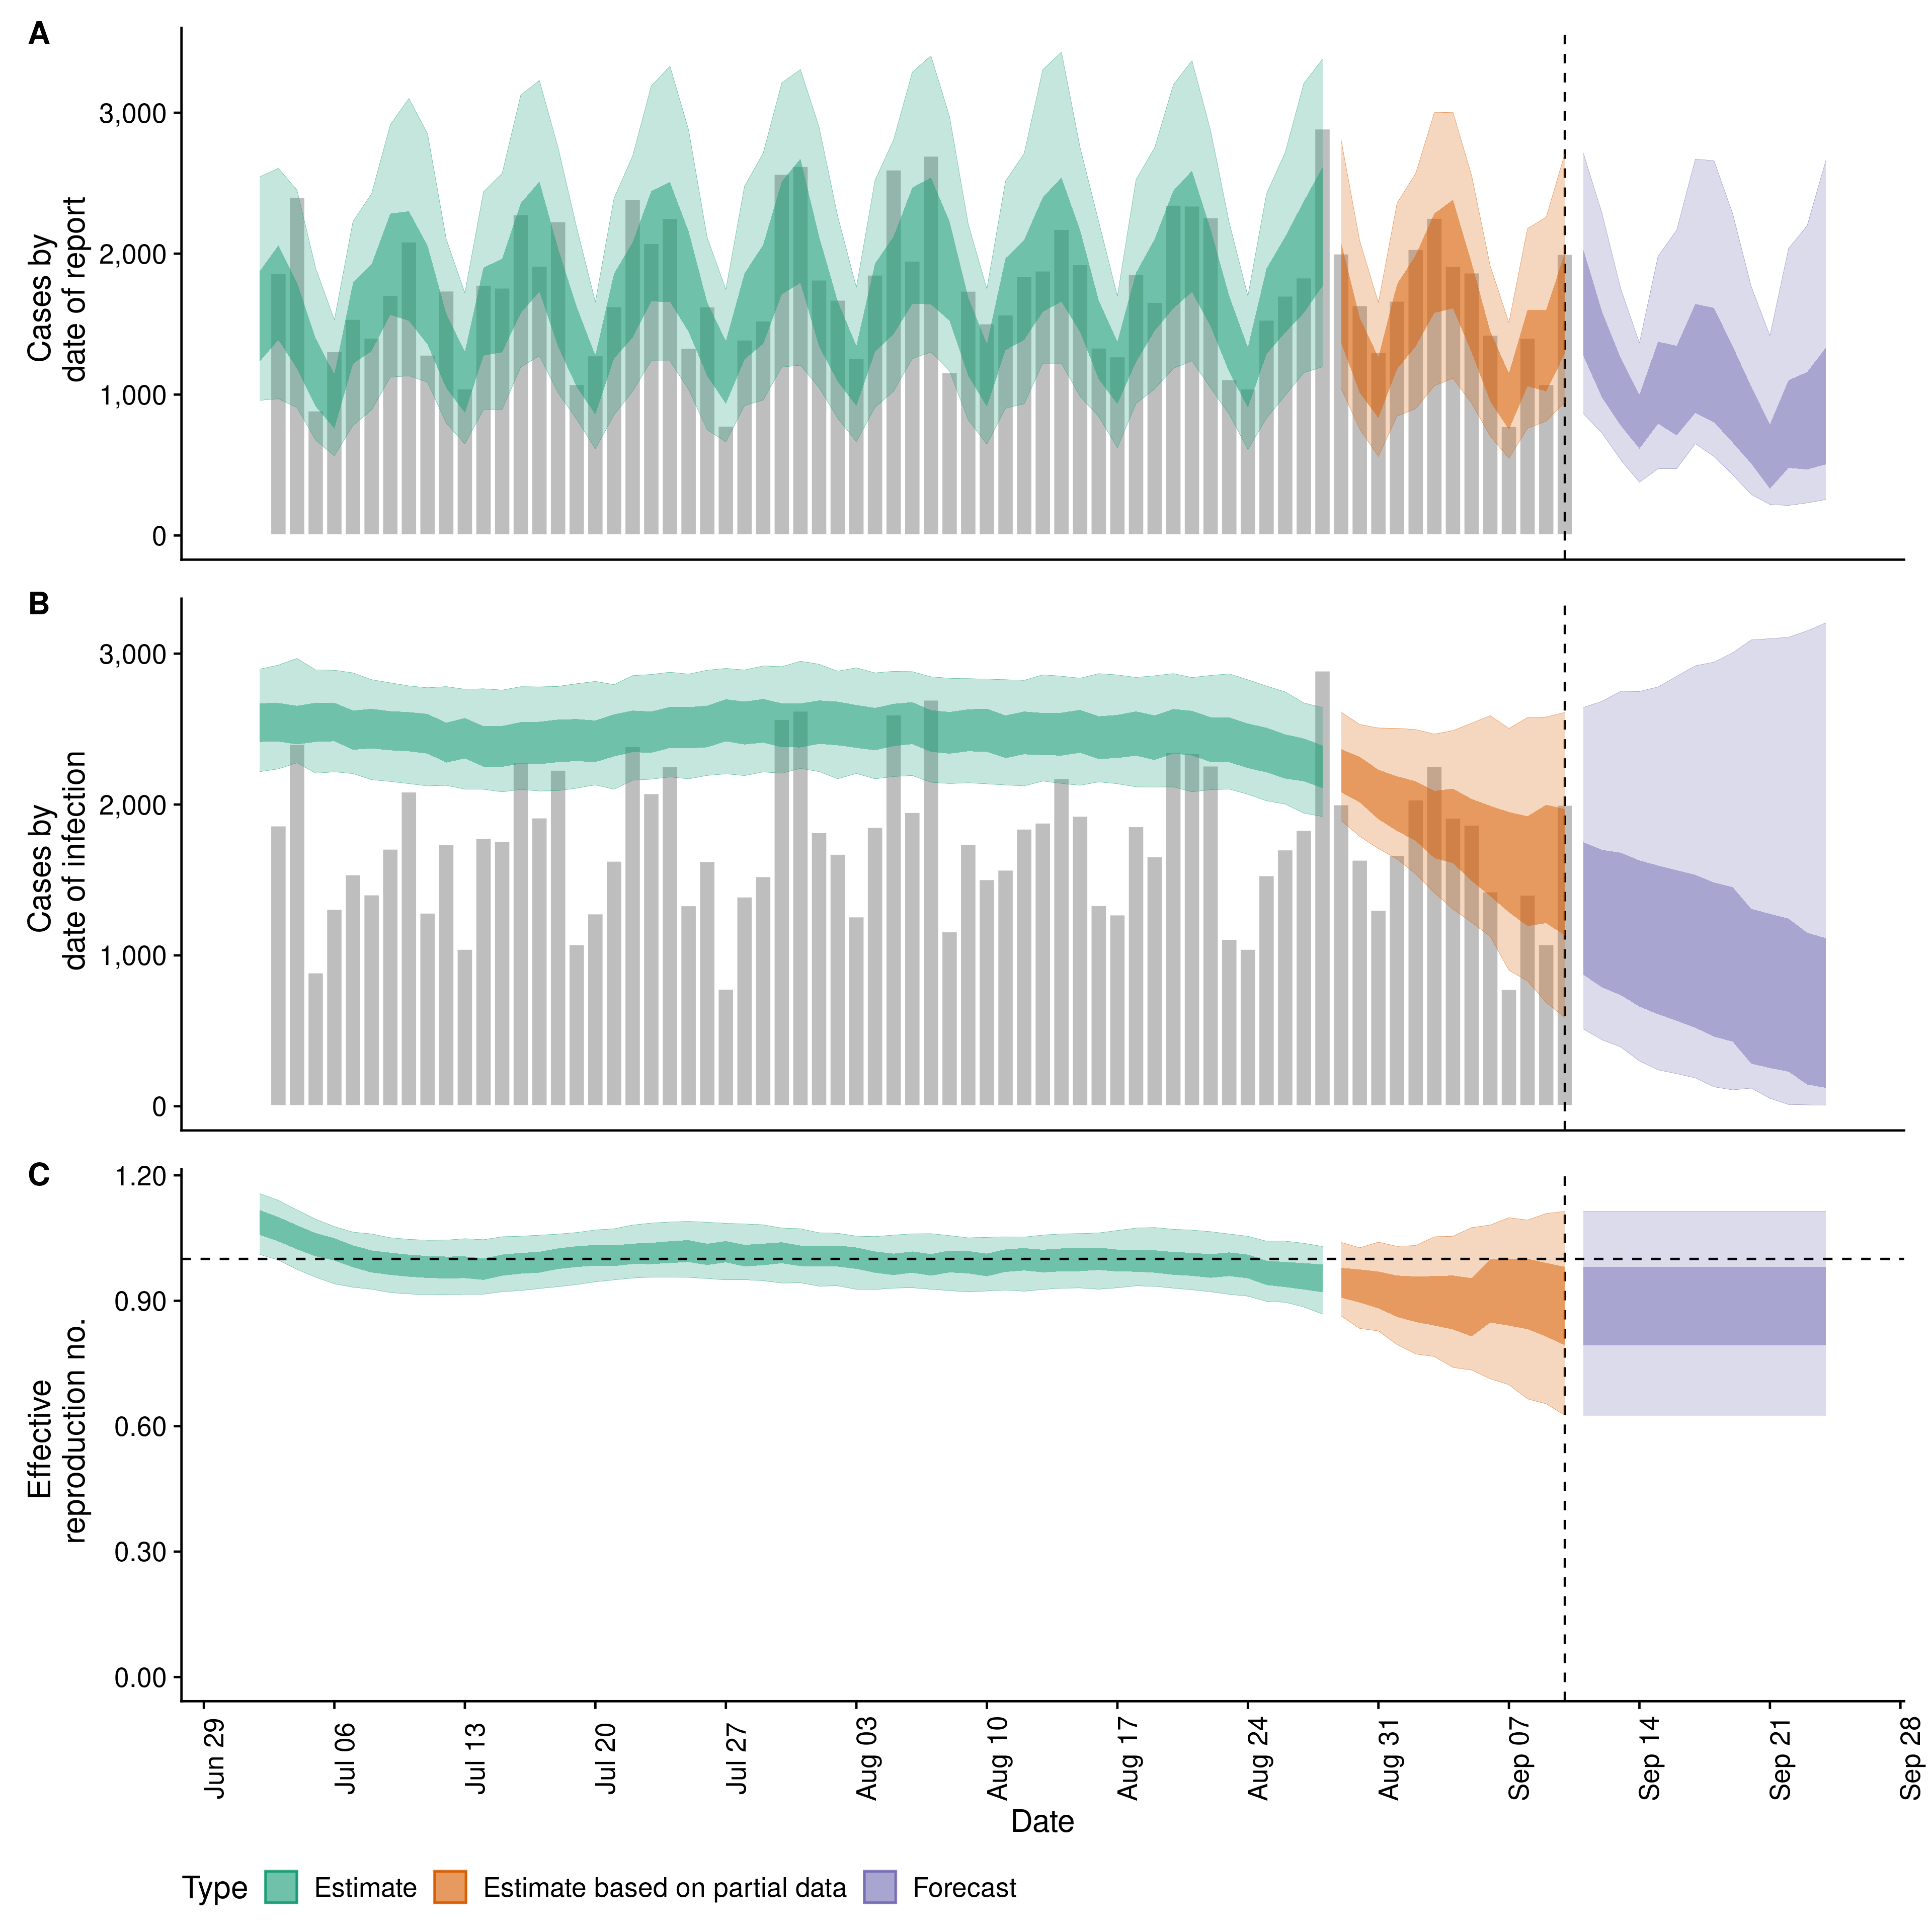 A
Cases by
date of report
3,000
2,000
1,000
0
B
Cases by
date of infection
3,000
2,000
1,000
0
C
Effective
reproduction no.
1.20
0.90
0.60
0.30
0.00
Jun 29
Jul 06
Jul 13
Jul 20
Jul 27
Aug 03
Aug 10
Aug 17
Aug 24
Aug 31
Sep 07
Sep 14
Sep 21
Sep 28
Date
Type Estimate Estimate based on partial data Forecast